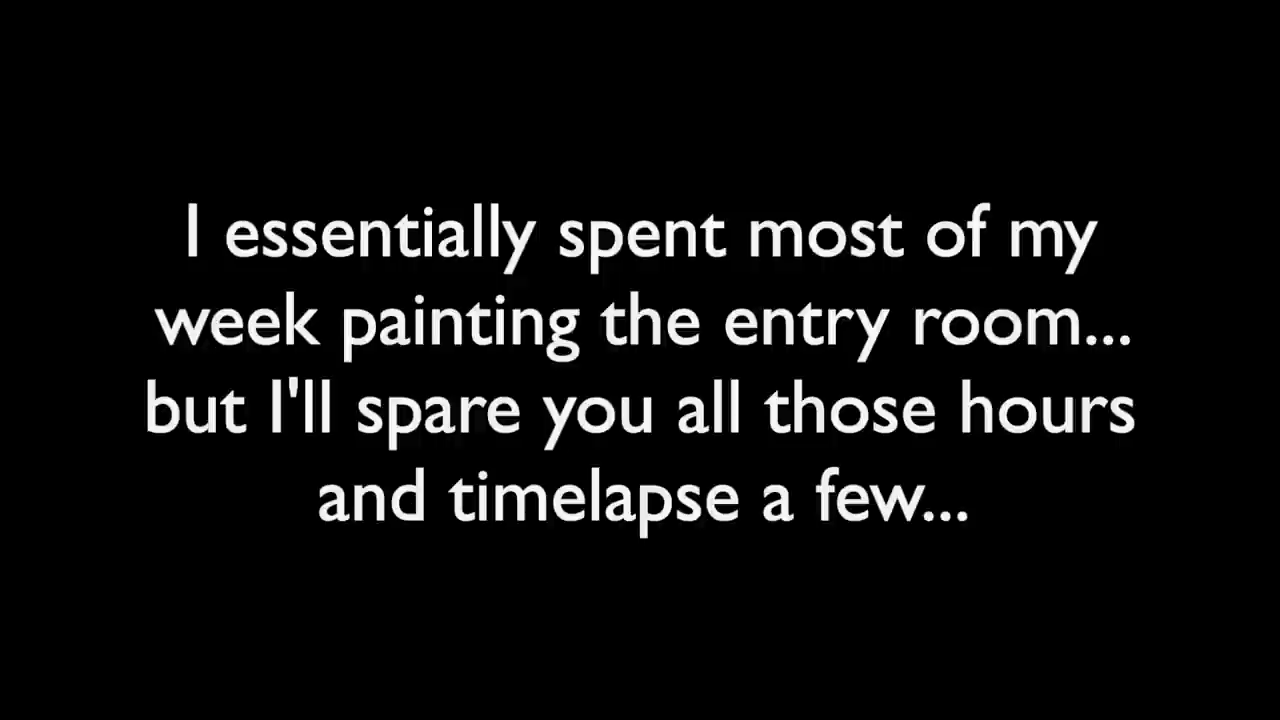 I essentially spent most of my
week painting the entry room...
but I'll spare you all those hours
and timelapse a few...